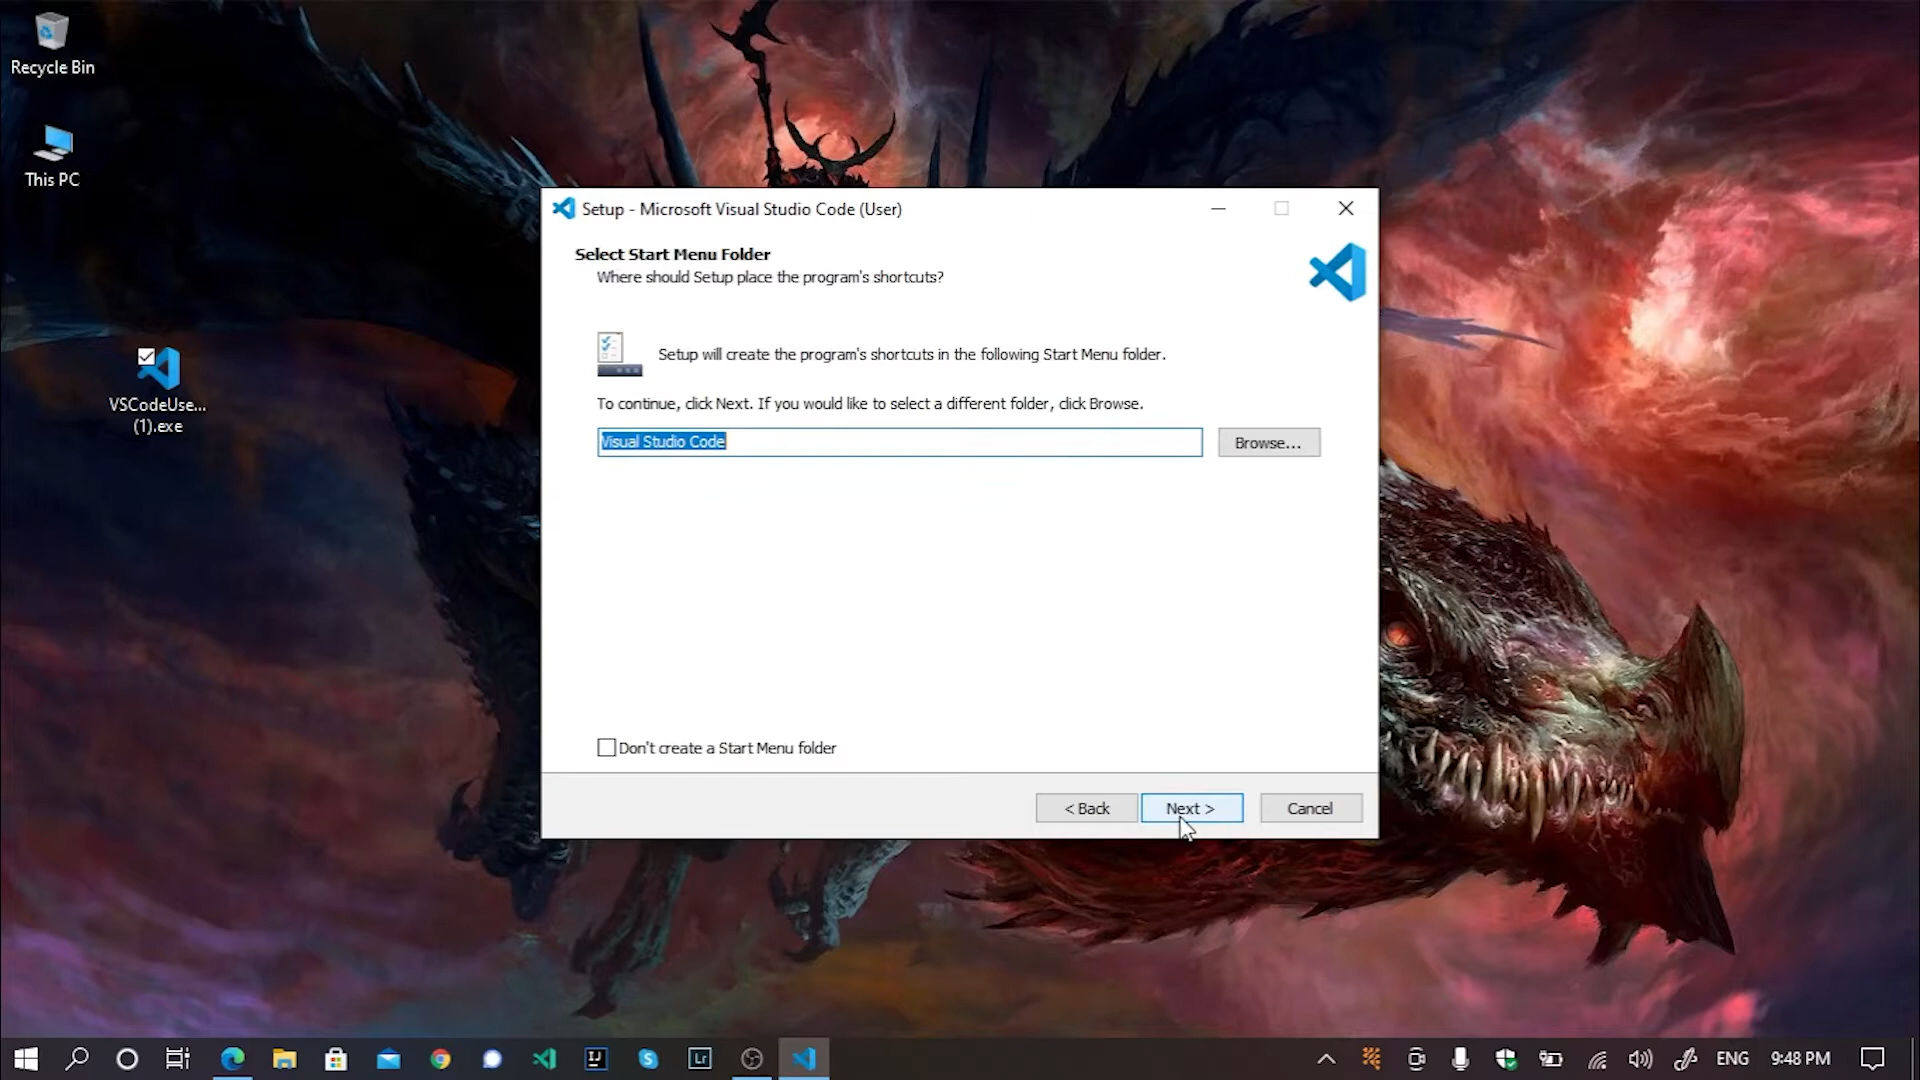 Recycle Bin
This PC
VSCodeUse...
(1).exe
Setup - Microsoft Visual Studio Code (User)
Select Start Menu Folder
Where should Setup place the program's shortcuts?
Setup will create the program's shortcuts in the following Start Menu folder.
To continue, click Next. If you would like to select a different folder, click Browse.
Visual Studio Code
Browse...
Don't create a Start Menu folder
< Back
Next >
Cancel
IJ
S
Lr
ENG
9:48 PM